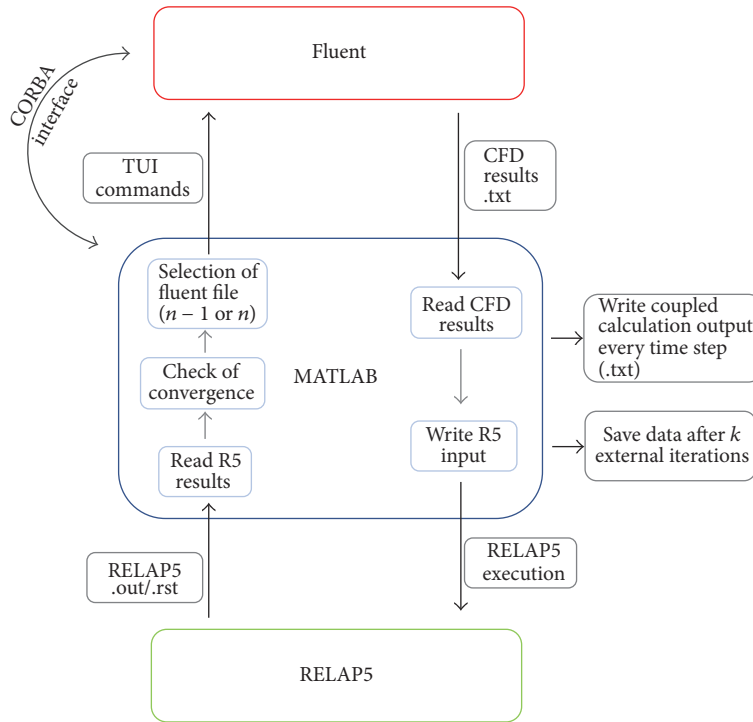 Fluent
CORBA
interface
TUI
commands
CFD
results
.txt
Selection of
fluent file
(n − 1 or n)
Check of
convergence
Read R5
results
MATLAB
Read CFD
results
Write R5
input
Write coupled
calculation output
every time step
(.txt)
Save data after k
external iterations
RELAP5
.out/.rst
RELAP5
execution
RELAP5